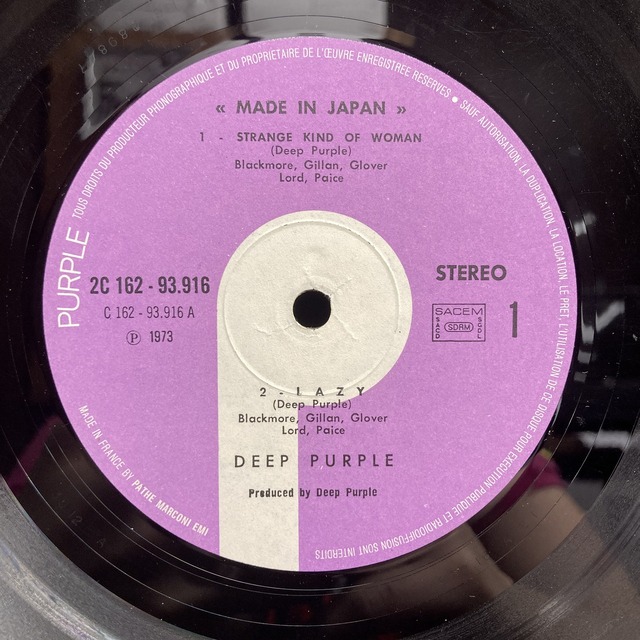 TOUS DROITS DU PRODUCTEUR PHONOGRAPHIQUE ET DU PROPRIETAIRE DE L'ŒUVRE ENREGISTREE RESERVES • SAUF AUTORISATION, LA DUPLICATION, LA LOCATION, LE PRET, L'UTILISATION DE CE DISQUE POUR EXECUTION PUBLIQUE ET RADIODIFFUSION SONT INTERDITS
« MADE IN JAPAN »
1 - STRANGE KIND OF WOMAN
(Deep Purple)
Blackmore, Gillan, Glover
Lord, Paice
PURPLE
2C 162 - 93.916
C 162 - 93.916 A
℗ 1973
STEREO
SACEM
SACD
SDRM
SGDL
1
2 - LAZY
(Deep Purple)
Blackmore, Gillan, Glover
Lord, Paice
DEEP PURPLE
Produced by Deep Purple
MADE IN FRANCE BY PATHE MARCONI EMI